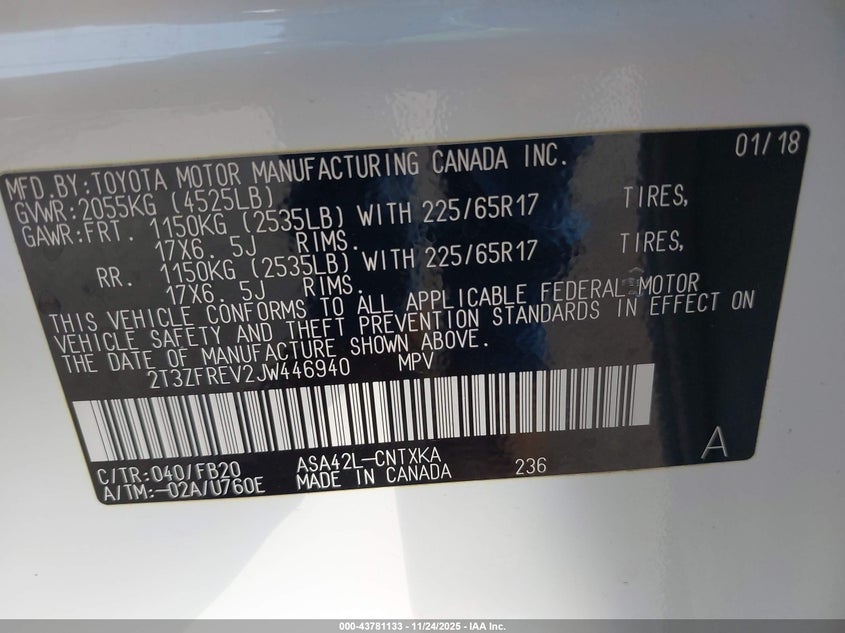 01/18
MFD.BY:TOYOTA MOTOR MANUFACTURING CANADA INC.
GVWR:2055KG (4525LB)
GAWR:FRT. 1150KG (2535LB) WITH 225/65R17 TIRES,
17X6. 5J RIMS.
RR. 1150KG (2535LB) WITH 225/65R17 TIRES,
17X6. 5J RIMS.
THIS VEHICLE CONFORMS TO ALL APPLICABLE FEDERAL MOTOR
VEHICLE SAFETY AND THEFT PREVENTION STANDARDS IN EFFECT ON
THE DATE OF MANUFACTURE SHOWN ABOVE.
2T3ZFREV2JW446940 MPV
C/TR:040/FB20 ASA42L-CNTXKA 236 A
A/TM:-02A/U760E MADE IN CANADA
000-43781133 - 11/24/2025 - IAA Inc.